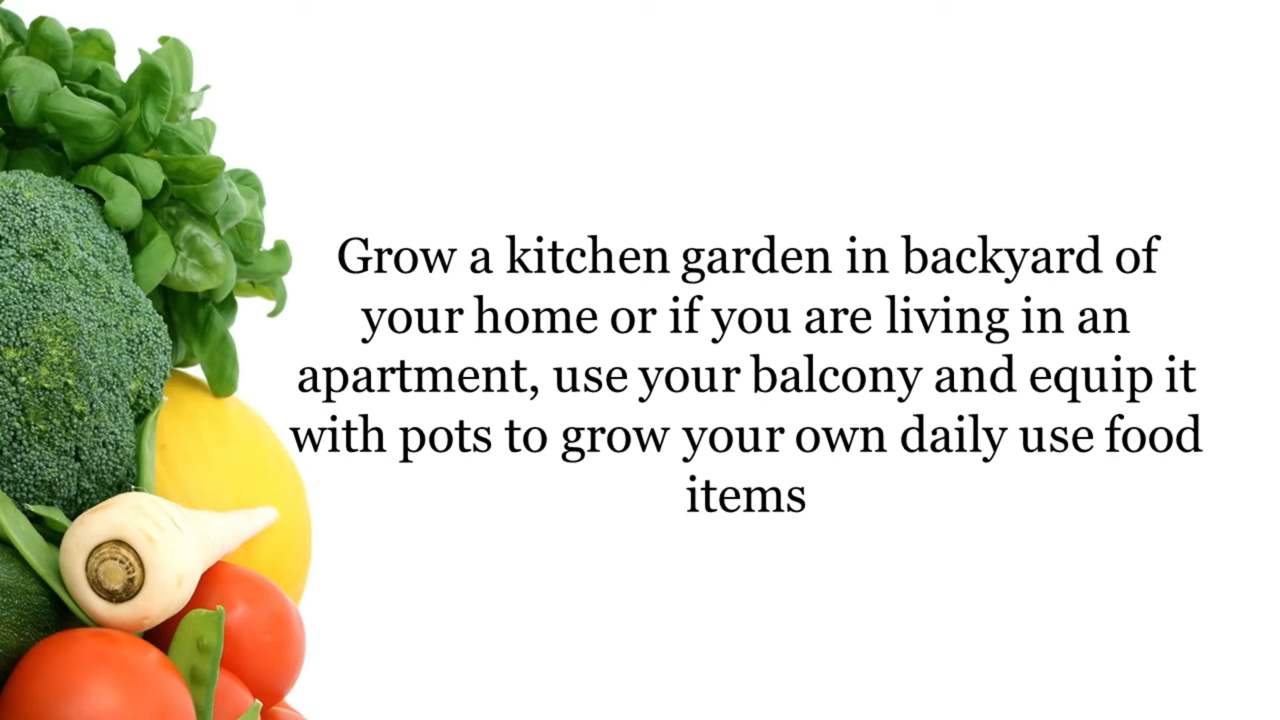 Grow a kitchen garden in backyard of
your home or if you are living in an
apartment, use your balcony and equip it
with pots to grow your own daily use food
items